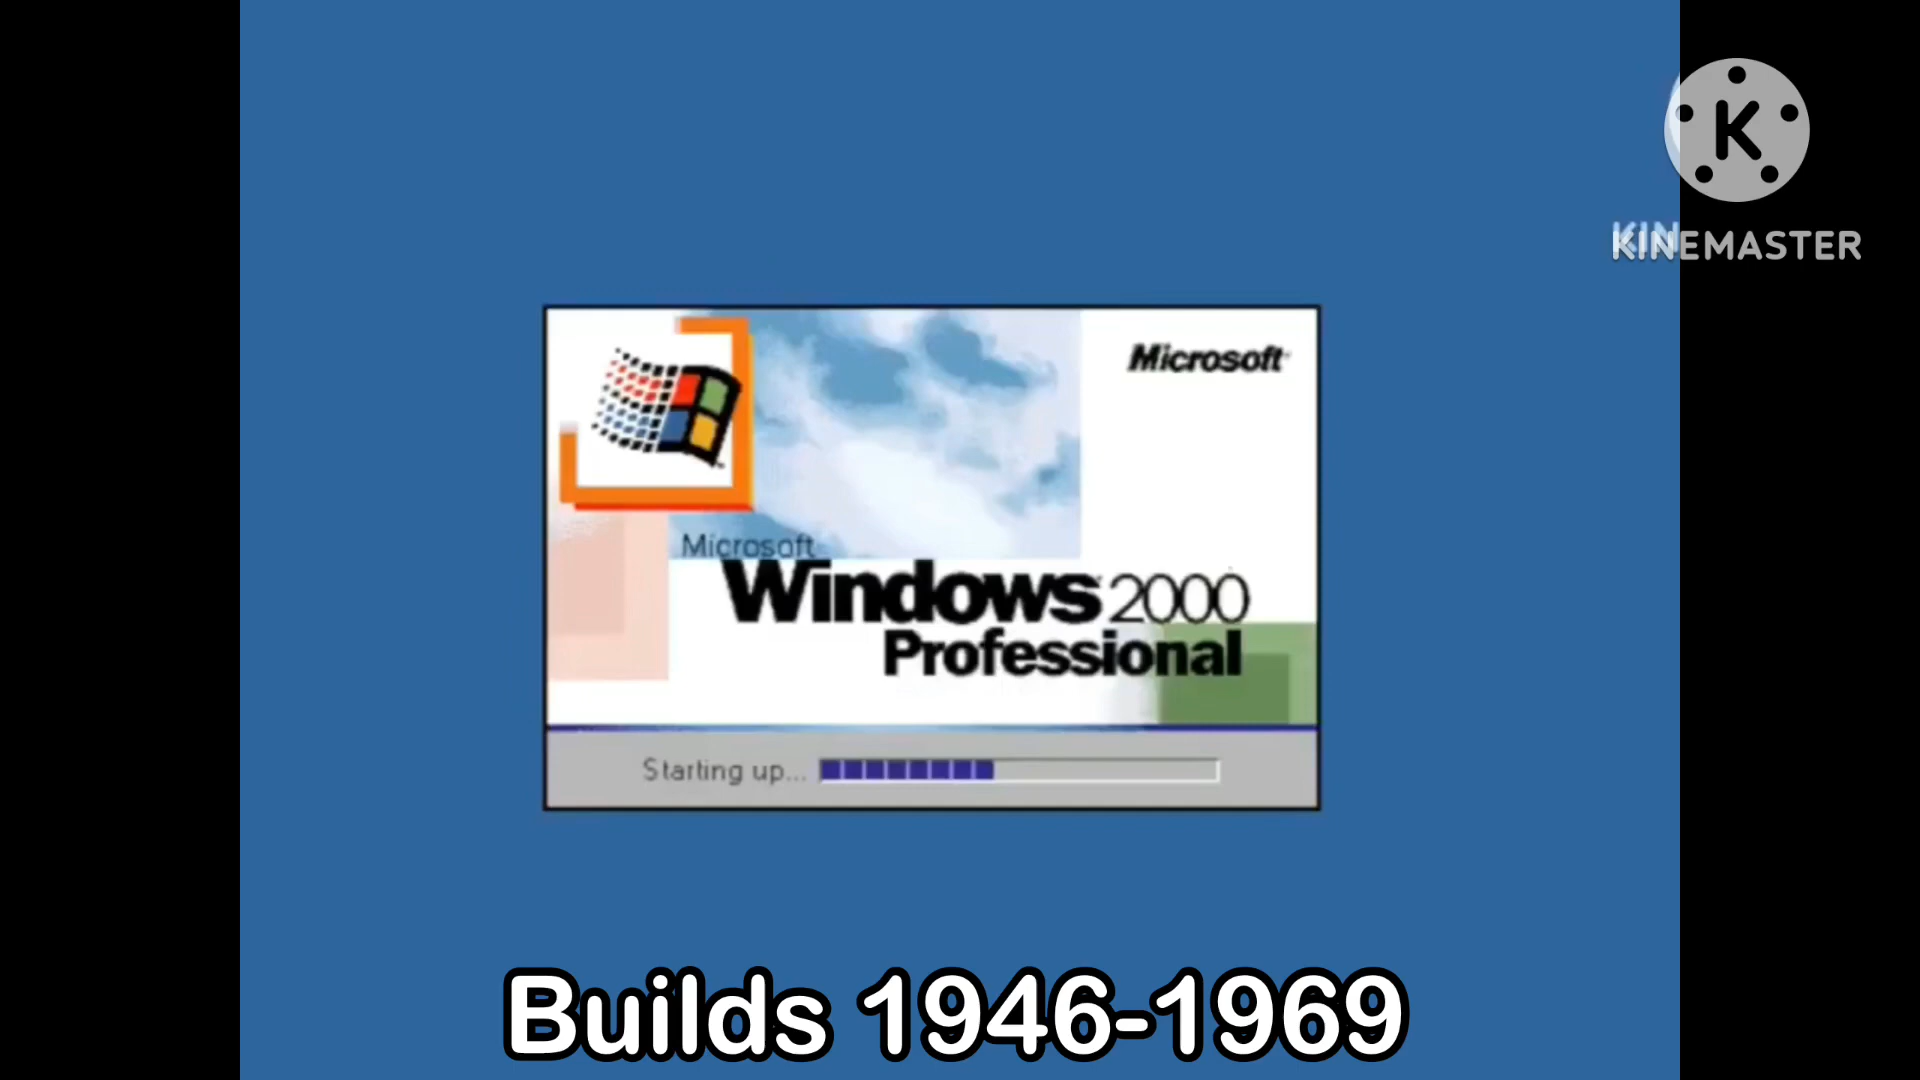 K
KINEMASTER
Microsoft
Microsoft
Windows 2000
Professional
Starting up...
Builds 1946-1969